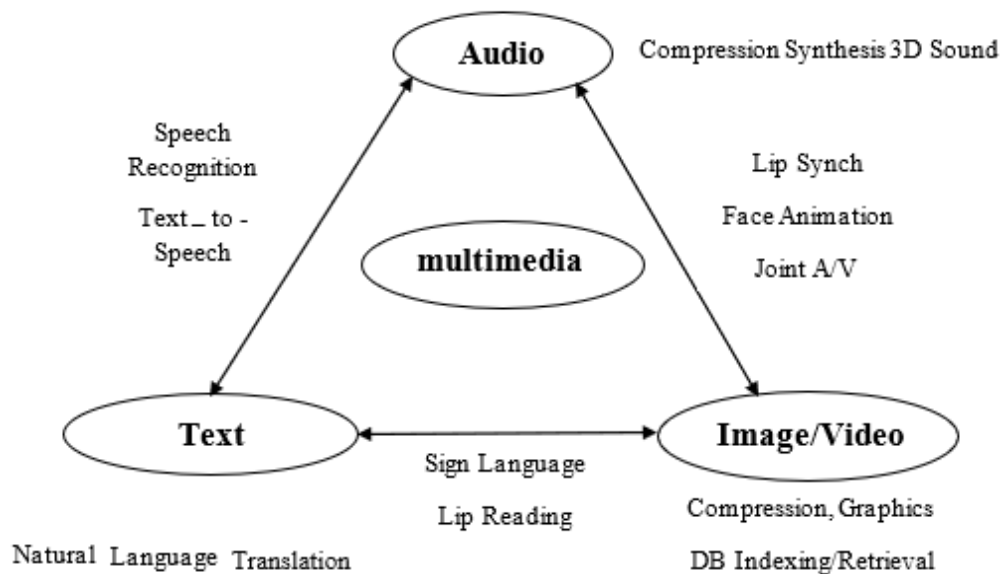 Audio
Compression Synthesis 3D Sound
Speech
Recognition
Text_ to -
Speech
Lip Synch
Face Animation
Joint A/V
multimedia
Text
Image/Video
Sign Language
Lip Reading
Compression, Graphics
DB Indexing/Retrieval
Natural Language Translation